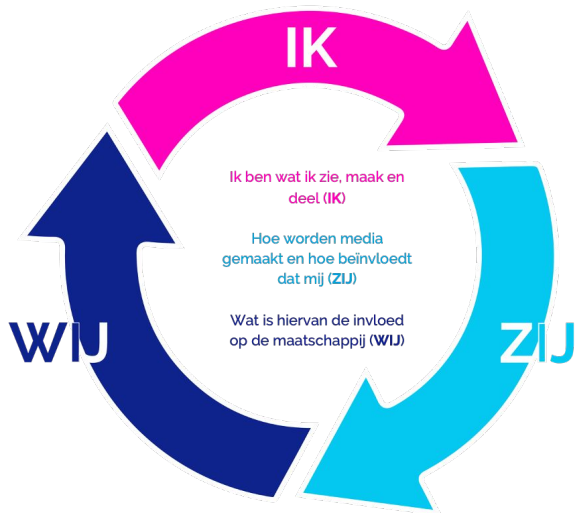 IK
Ik ben wat ik zie, maak en
deel (IK)
Hoe worden media
gemaakt en hoe beïnvloedt
dat mij (ZIJ)
Wat is hiervan de invloed
op de maatschappij (WIJ)
WIJ
ZIJ